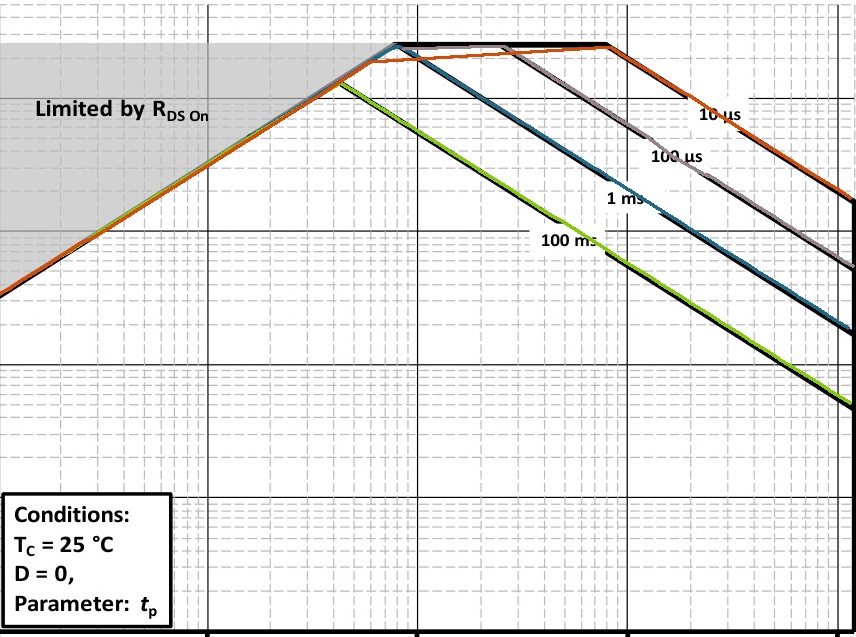 Limited by RDS On
10 µs
100 µs
1 ms
100 ms
Conditions:
TC = 25 °C
D = 0,
Parameter: tp